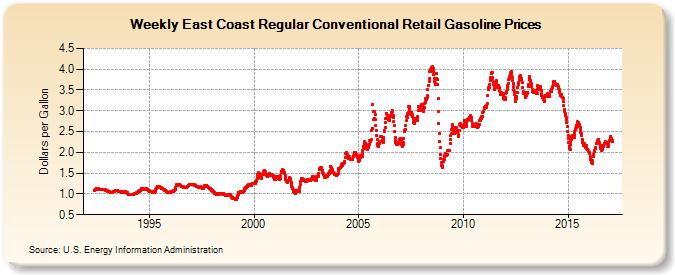 Weekly East Coast Regular Conventional Retail Gasoline Prices
Dollars per Gallon
4.5
4.0
3.5
3.0
2.5
2.0
1.5
1.0
0.5
1995 2000 2005 2010 2015
Source: U.S. Energy Information Administration